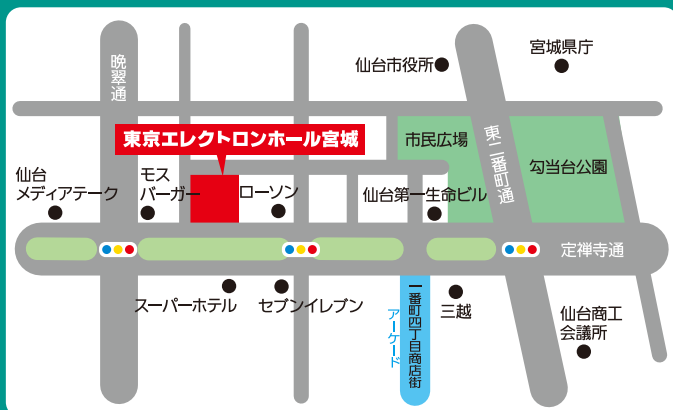 晩翠通
仙台市役所
宮城県庁
東京エレクトロンホール宮城
市民広場
東二番町通
勾当台公園
仙台
メディアテーク
モス
バーガー
ローソン
仙台第一生命ビル
定禅寺通
スーパーホテル
セブンイレブン
一番町四丁目商店街
アーケード
三越
仙台商工
会議所